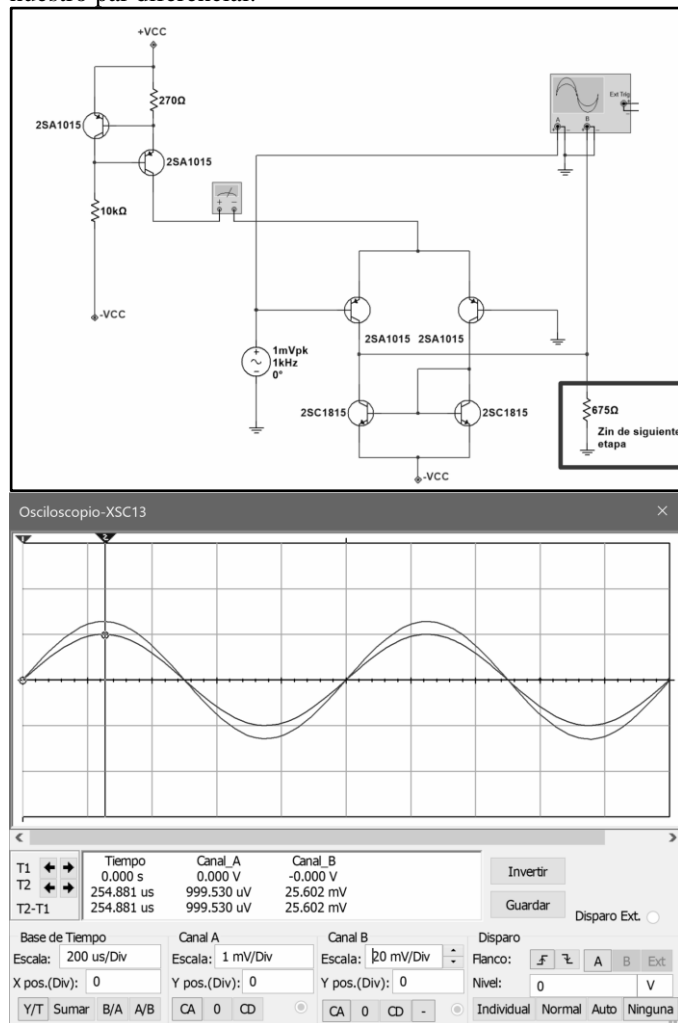 nuestro par diferencial.
+VCC
270Ω
2SA1015
2SA1015
10kΩ
-VCC
A
B
Ext Trig
1mVpk
1kHz
0°
2SA1015 2SA1015
2SC1815
2SC1815
-VCC
675Ω
Zin de siguiente
etapa
Osciloscopio-XSC13
1
2
T1
T2
T2-T1
Tiempo Canal_A Canal_B
0.000 s 0.000 V -0.000 V
254.881 us 999.530 uV 25.602 mV
254.881 us 999.530 uV 25.602 mV
Invertir
Guardar
Disparo Ext.
Base de Tiempo
Escala: 200 us/Div
X pos.(Div): 0
Y/T Sumar B/A A/B
Canal A
Escala: 1 mV/Div
Y pos.(Div): 0
CA 0 CD
Canal B
Escala: 20 mV/Div
Y pos.(Div): 0
CA 0 CD -
Disparo
Flanco: A B Ext
Nivel: 0 V
Individual Normal Auto Ninguna